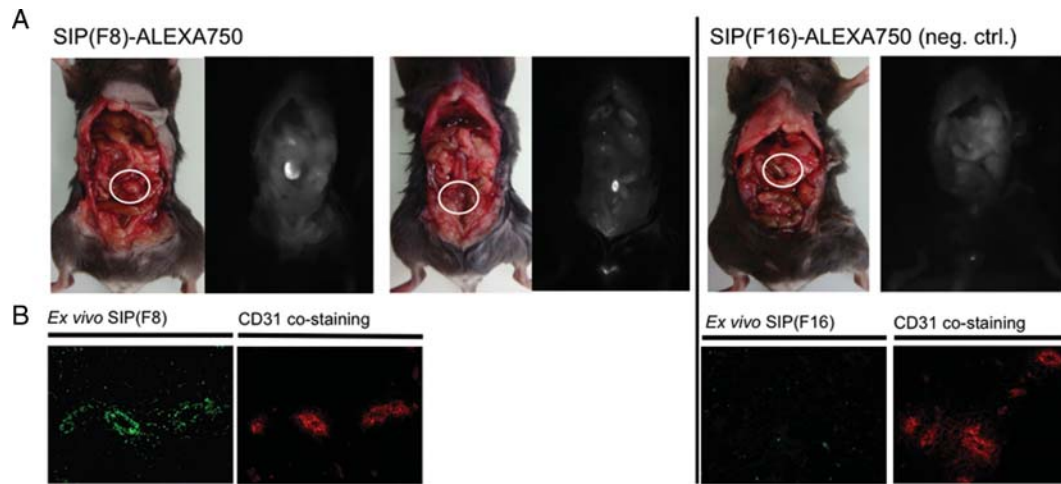 A
SIP(F8)-ALEXA750
SIP(F16)-ALEXA750 (neg. ctrl.)
B
Ex vivo SIP(F8)
CD31 co-staining
Ex vivo SIP(F16)
CD31 co-staining